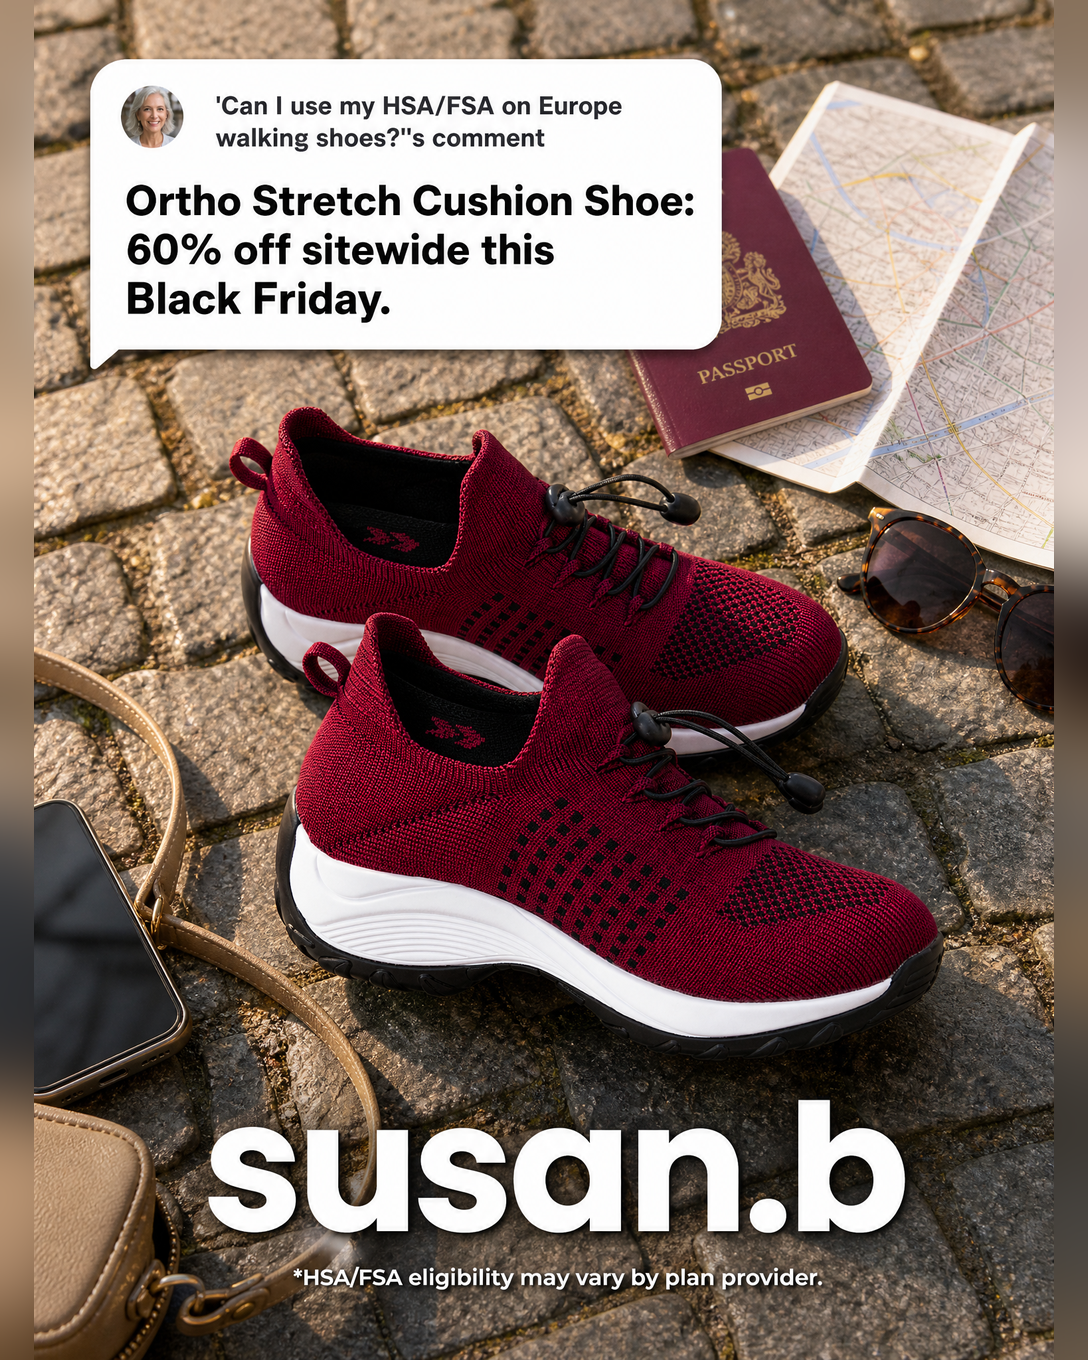 'Can I use my HSA/FSA on Europe
walking shoes?''s comment
Ortho Stretch Cushion Shoe:
60% off sitewide this
Black Friday.
PASSPORT
susan.b
*HSA/FSA eligibility may vary by plan provider.